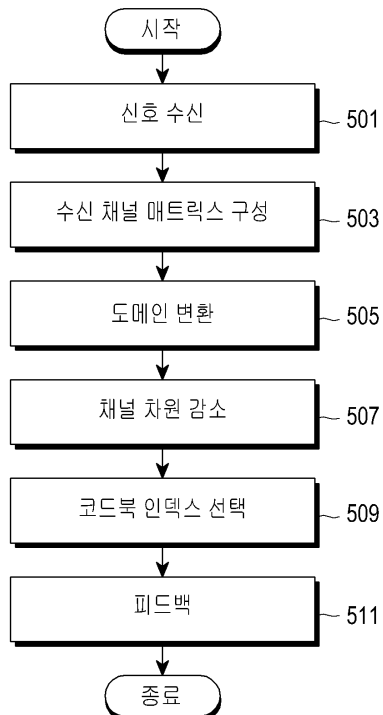 시작
신호 수신
501
수신 채널 매트릭스 구성
503
도메인 변환
505
채널 차원 감소
507
코드북 인덱스 선택
509
피드백
511
종료